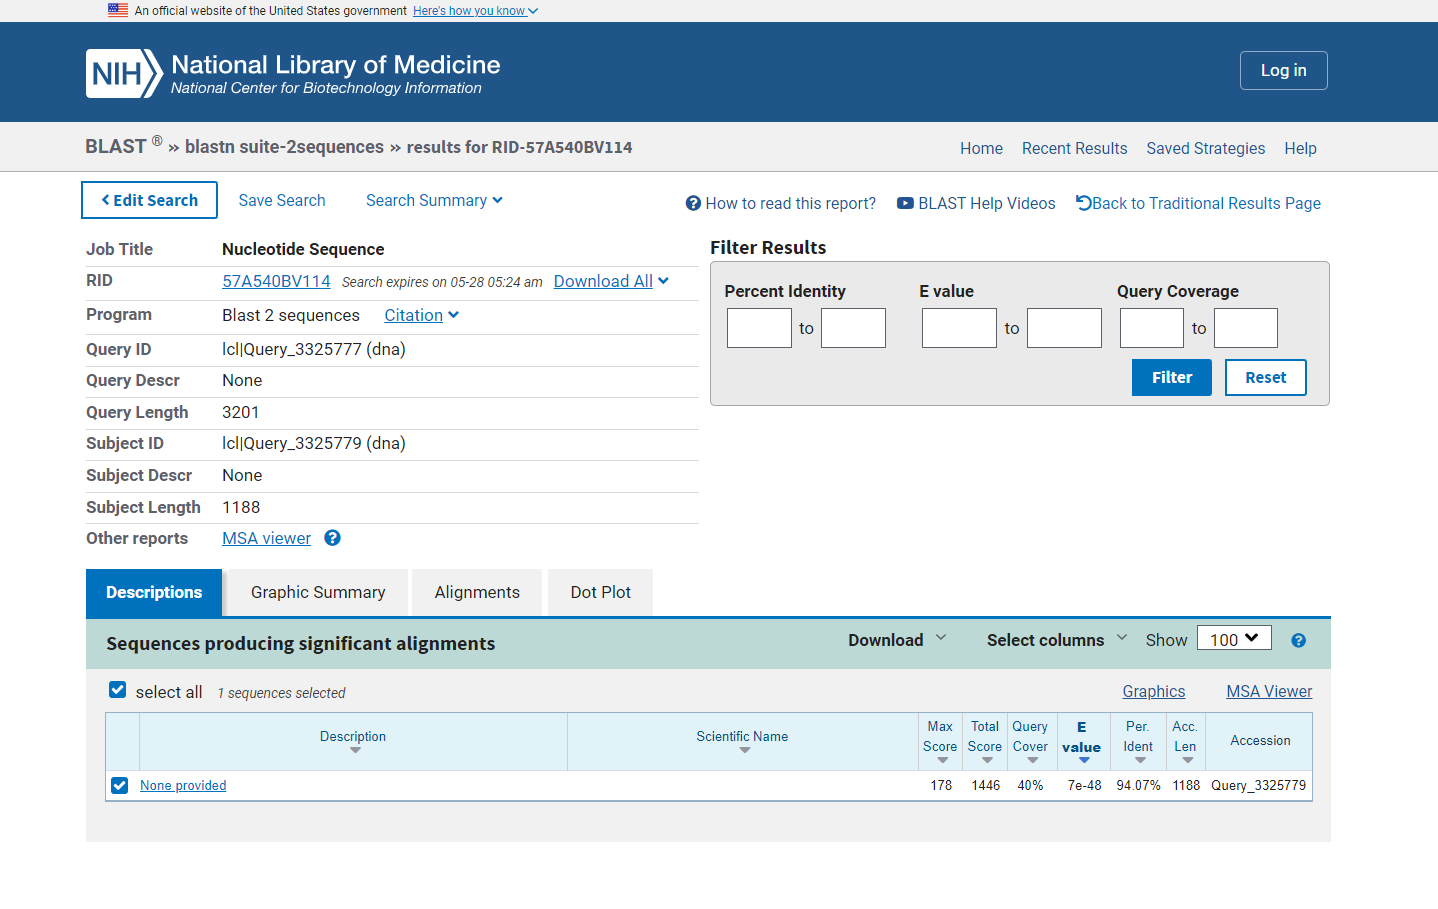 An official website of the United States government Here's how you know
NIH National Library of Medicine
National Center for Biotechnology Information
Log in
BLAST ® » blastn suite-2sequences » results for RID-57A540BV114
Home Recent Results Saved Strategies Help
Edit Search Save Search Search Summary
How to read this report? BLAST Help Videos Back to Traditional Results Page
Job Title Nucleotide Sequence
RID 57A540BV114 Search expires on 05-28 05:24 am Download All
Program Blast 2 sequences Citation
Query ID lcl|Query_3325777 (dna)
Query Descr None
Query Length 3201
Subject ID lcl|Query_3325779 (dna)
Subject Descr None
Subject Length 1188
Other reports MSA viewer ?
Filter Results
Percent Identity E value Query Coverage
to to to
Filter Reset
Descriptions Graphic Summary Alignments Dot Plot
Sequences producing significant alignments Download Select columns Show 100 ?
select all 1 sequences selected Graphics MSA Viewer
Description Scientific Name Max Score Total Score Query Cover E value Per. Ident Acc. Len Accession
None provided 178 1446 40% 7e-48 94.07% 1188 Query_3325779